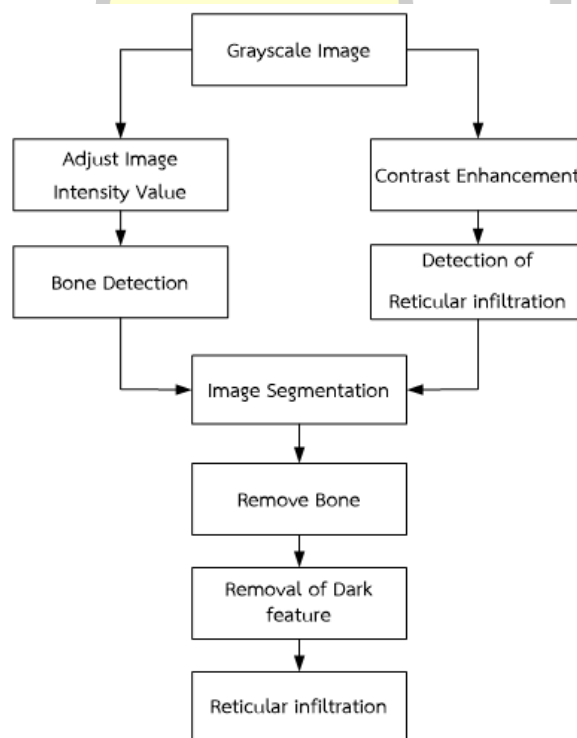 Grayscale Image
Adjust Image
Intensity Value
Contrast Enhancement
Bone Detection
Detection of
Reticular infiltration
Image Segmentation
Remove Bone
Removal of Dark
feature
Reticular infiltration